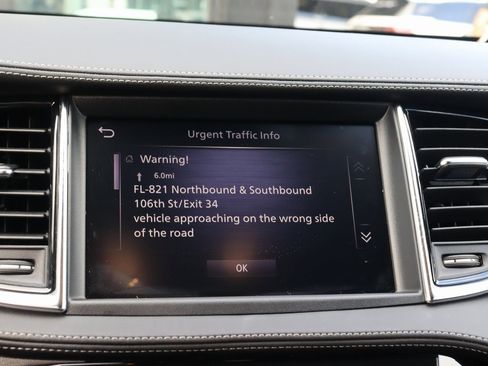 Urgent Traffic Info
Warning!
6.0mi
FL-821 Northbound & Southbound
106th St/Exit 34
vehicle approaching on the wrong side
of the road
OK